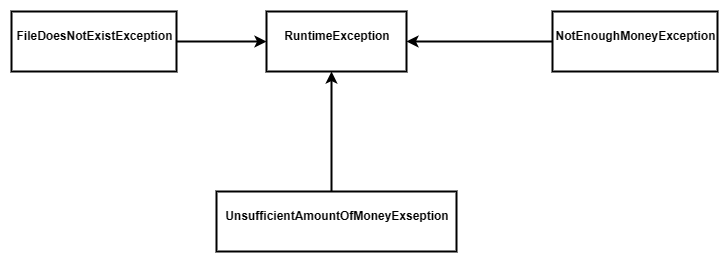 FileDoesNotExistException
RuntimeException
NotEnoughMoneyException
UnsufficientAmountOfMoneyExseption